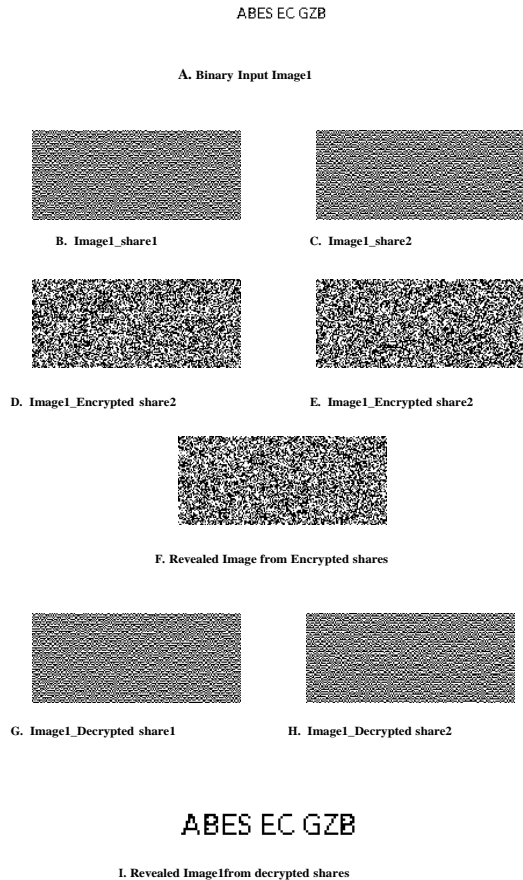 ABES EC GZB
A. Binary Input Image1
B. Image1_share1
C. Image1_share2
D. Image1_Encrypted share2
E. Image1_Encrypted share2
F. Revealed Image from Encrypted shares
G. Image1_Decrypted share1
H. Image1_Decrypted share2
ABES EC GZB
I. Revealed Image1from decrypted shares